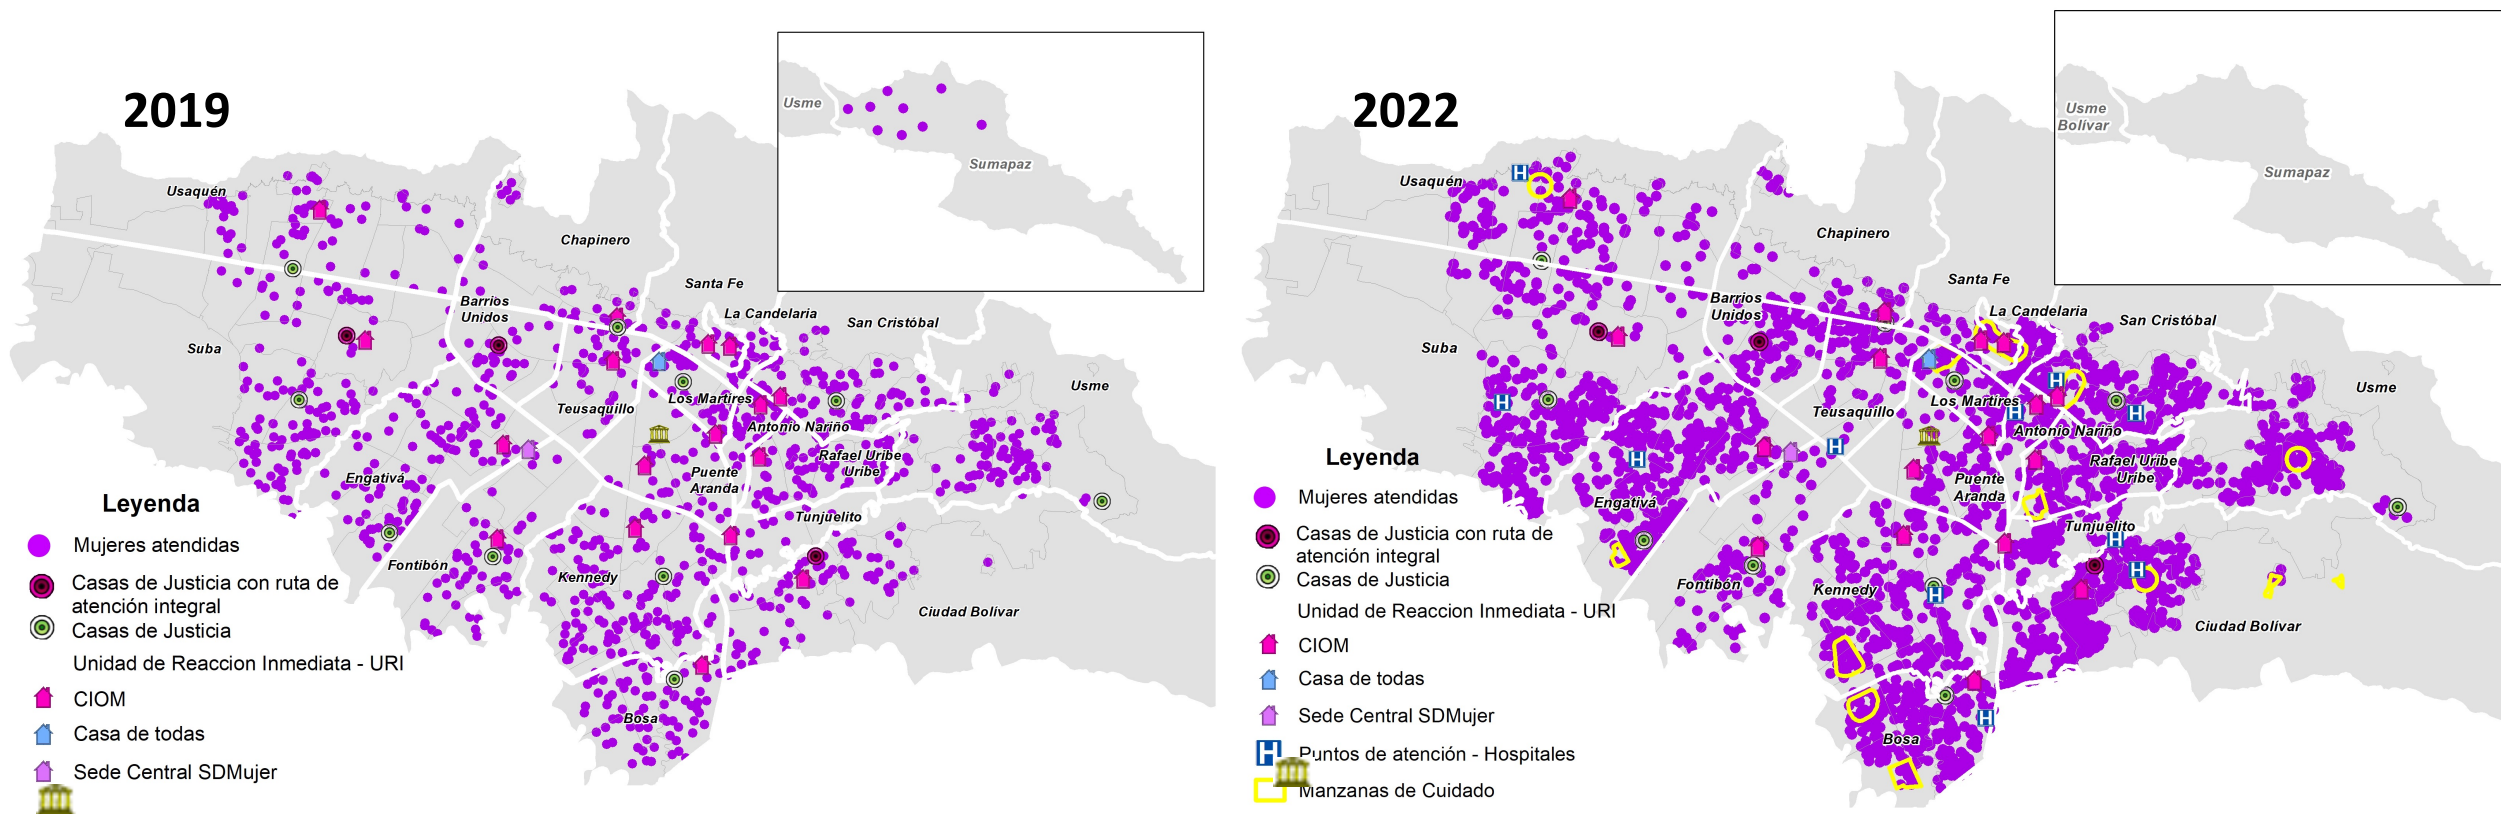 2019
Usme
Sumapaz
Usaquén
Chapinero
Santa Fe
Barrios
Unidos
La Candelaria
San Cristóbal
Suba
Usme
Teusaquillo
Los Martires
Antonio Nariño
Rafael Uribe
Uribe
Engativá
Puente
Aranda
Tunjuelito
Fontibón
Kennedy
Ciudad Bolívar
Bosa
Leyenda
Mujeres atendidas
Casas de Justicia con ruta de
atención integral
Casas de Justicia
Unidad de Reaccion Inmediata - URI
CIOM
Casa de todas
Sede Central SDMujer
2022
Usme
Bolívar
Sumapaz
Usaquén
Chapinero
Santa Fe
Barrios
Unidos
La Candelaria
San Cristóbal
Suba
Usme
Teusaquillo
Los Martires
Antonio Nariño
Rafael Uribe
Uribe
Puente
Aranda
Engativá
Tunjuelito
Fontibón
Kennedy
Ciudad Bolívar
Bosa
H
H
H
H
H
H
H
H
H
H
H
Leyenda
Mujeres atendidas
Casas de Justicia con ruta de
atención integral
Casas de Justicia
Unidad de Reaccion Inmediata - URI
CIOM
Casa de todas
Sede Central SDMujer
H Puntos de atención - Hospitales
Manzanas de Cuidado